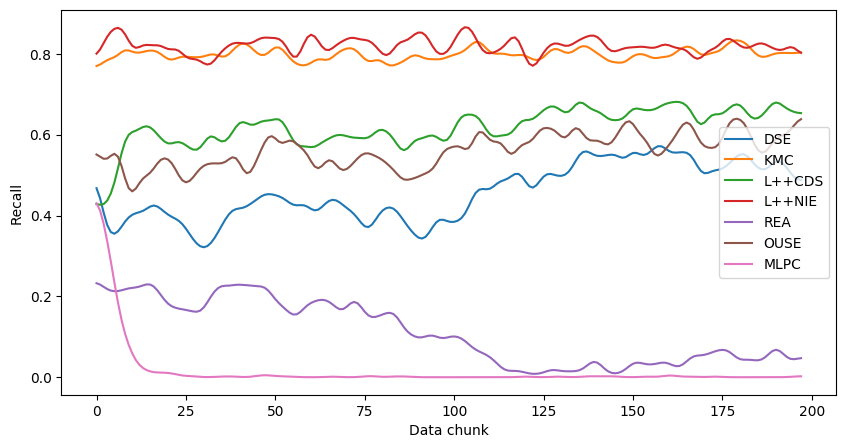 0.8
0.6
0.4
0.2
0.0
Recall
0 25 50 75 100 125 150 175 200
Data chunk
DSE
KMC
L++CDS
L++NIE
REA
OUSE
MLPC